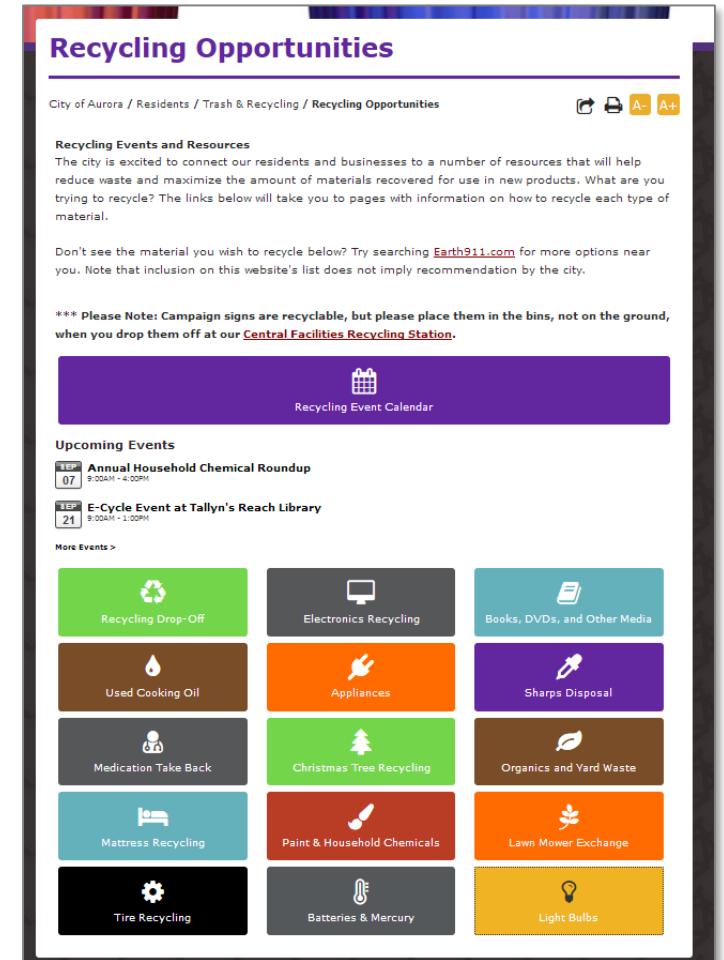 Recycling Opportunities
City of Aurora / Residents / Trash & Recycling / Recycling Opportunities
A- A+
Recycling Events and Resources
The city is excited to connect our residents and businesses to a number of resources that will help
reduce waste and maximize the amount of materials recovered for use in new products. What are you
trying to recycle? The links below will take you to pages with information on how to recycle each type of
material.
Don't see the material you wish to recycle below? Try searching Earth911.com for more options near
you. Note that inclusion on this website's list does not imply recommendation by the city.
*** Please Note: Campaign signs are recyclable, but please place them in the bins, not on the ground,
when you drop them off at our Central Facilities Recycling Station.
Recycling Event Calendar
Upcoming Events
SEP
07
Annual Household Chemical Roundup
9:00AM - 4:00PM
SEP
21
E-Cycle Event at Tallyn's Reach Library
9:00AM - 1:00PM
More Events >
Recycling Drop-Off
Electronics Recycling
Books, DVDs, and Other Media
Used Cooking Oil
Appliances
Sharps Disposal
Medication Take Back
Christmas Tree Recycling
Organics and Yard Waste
Mattress Recycling
Paint & Household Chemicals
Lawn Mower Exchange
Tire Recycling
Batteries & Mercury
Light Bulbs